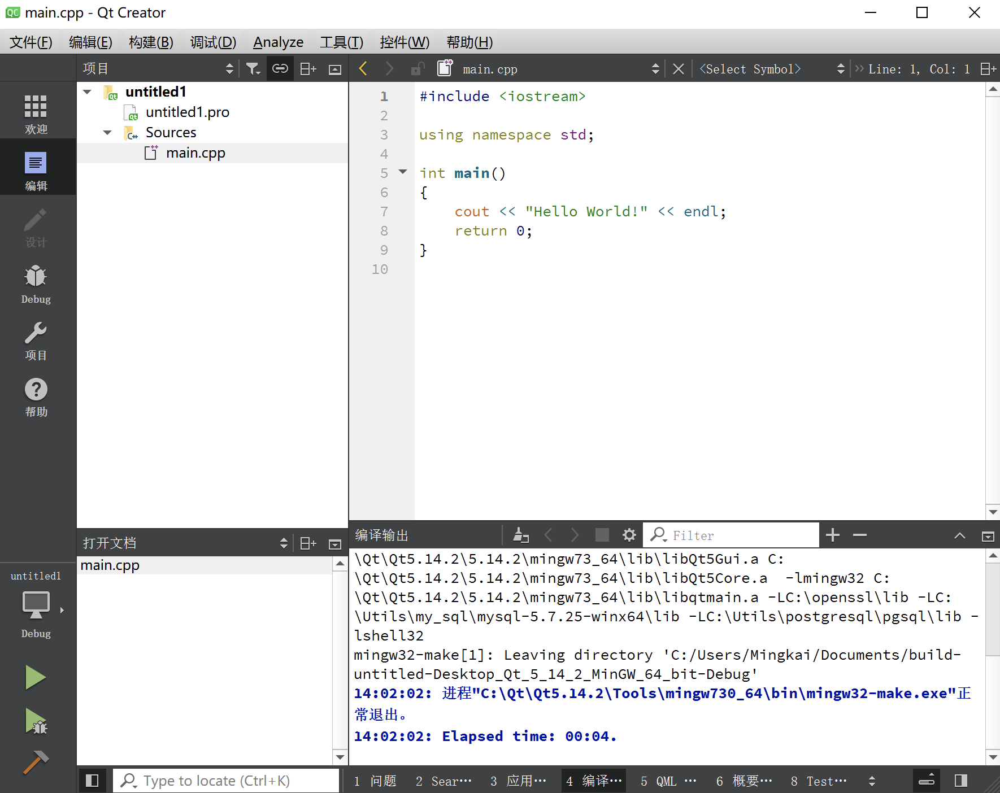 main.cpp - Qt Creator
文件(F) 编辑(E) 构建(B) 调试(D) Analyze 工具(T) 控件(W) 帮助(H)
项目
main.cpp <Select Symbol> Line: 1, Col: 1
欢迎
编辑
设计
Debug
项目
帮助
untitled1
untitled1.pro
Sources
main.cpp
1 #include <iostream>
2
3 using namespace std;
4
5 int main()
6 {
7 cout << "Hello World!" << endl;
8 return 0;
9 }
10
打开文档
main.cpp
untitled1
Debug
编译输出 Filter
\Qt\Qt5.14.2\5.14.2\mingw73_64\lib\libQt5Gui.a C:
\Qt\Qt5.14.2\5.14.2\mingw73_64\lib\libQt5Core.a  -lmingw32 C:
\Qt\Qt5.14.2\5.14.2\mingw73_64\lib\libqtmain.a -LC:\openssl\lib -LC:
\Utils\my_sql\mysql-5.7.25-winx64\lib -LC:\Utils\postgresql\pgsql\lib -
lshell32
mingw32-make[1]: Leaving directory 'C:/Users/Mingkai/Documents/build-
untitled-Desktop_Qt_5_14_2_MinGW_64_bit-Debug'
14:02:02: 进程"C:\Qt\Qt5.14.2\Tools\mingw730_64\bin\mingw32-make.exe"正
常退出。
14:02:02: Elapsed time: 00:04.
Type to locate (Ctrl+K) 1 问题 2 Sear… 3 应用… 4 编译… 5 QML … 6 概要… 8 Test…